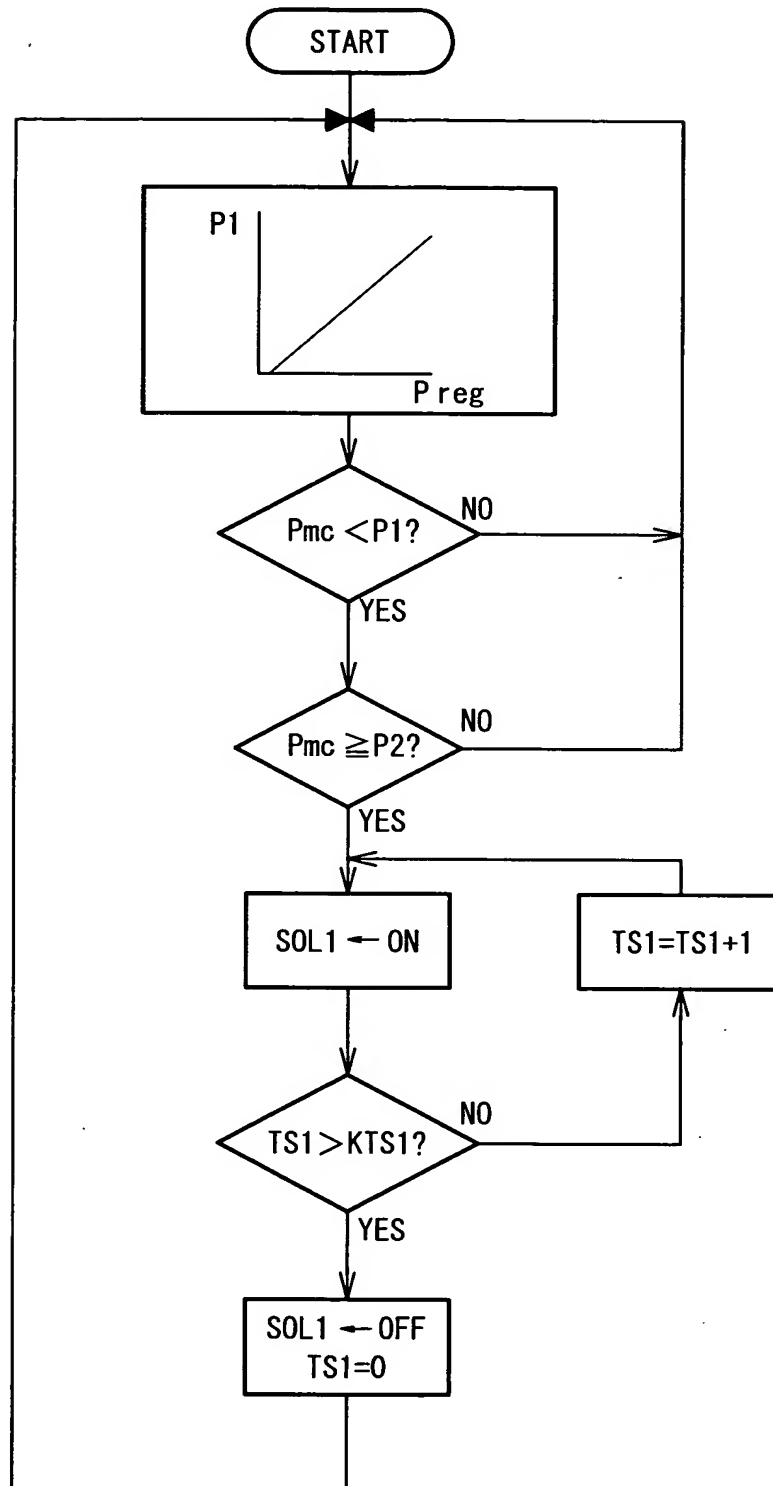 START
P1
P reg
Pmc <P1?
NO
YES
Pmc ≧P2?
NO
YES
SOL1 ← ON
TS1=TS1+1
TS1>KTS1?
NO
YES
SOL1 ← OFF
TS1=0